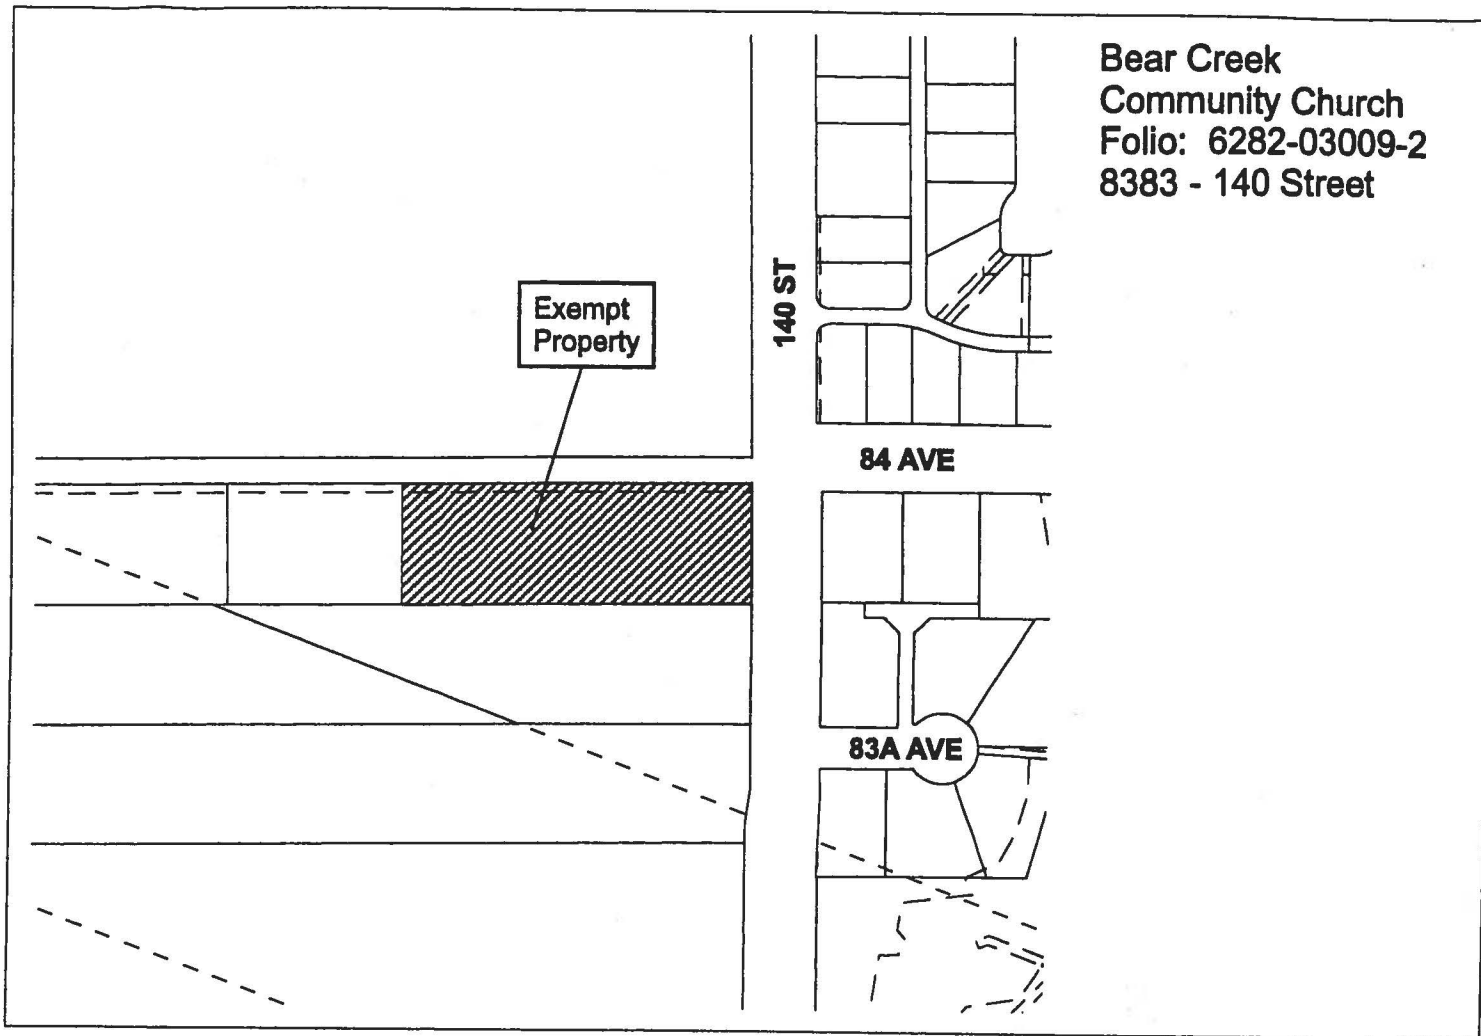 Bear Creek
Community Church
Folio: 6282-03009-2
8383 - 140 Street
Exempt
Property
140 ST
84 AVE
83A AVE